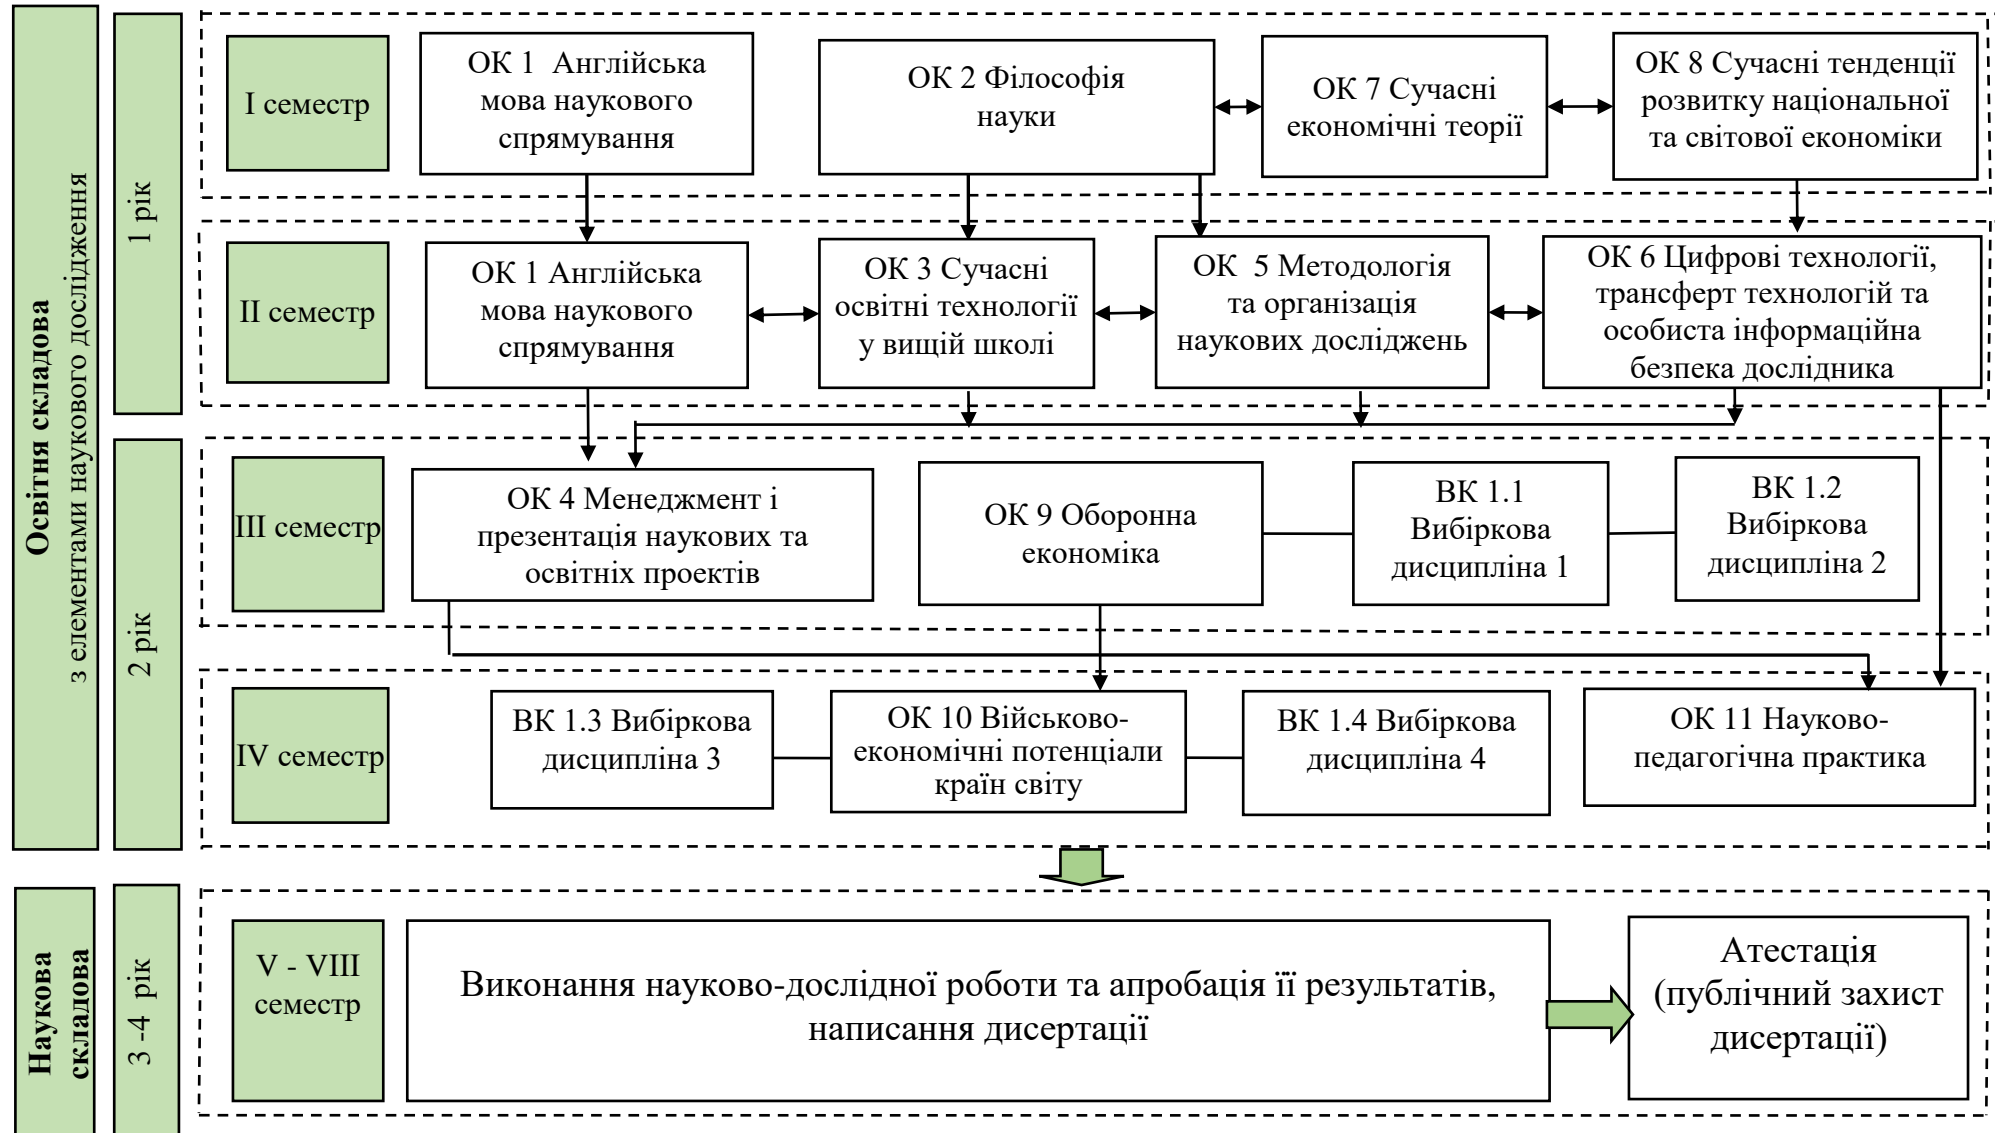 Освітня складова
з елементами наукового дослідження
1 рік
І семестр
ОК 1 Англійська
мова наукового
спрямування
ОК 2 Філософія
науки
ОК 7 Сучасні
економічні теорії
ОК 8 Сучасні тенденції
розвитку національної
та світової економіки
ІІ семестр
ОК 1 Англійська
мова наукового
спрямування
ОК 3 Сучасні
освітні технології
у вищій школі
ОК 5 Методологія
та організація
наукових досліджень
ОК 6 Цифрові технології,
трансферт технологій та
особиста інформаційна
безпека дослідника
2 рік
ІІІ семестр
ОК 4 Менеджмент і
презентація наукових та
освітніх проектів
ОК 9 Оборонна
економіка
ВК 1.1
Вибіркова
дисципліна 1
ВК 1.2
Вибіркова
дисципліна 2
IV семестр
ВК 1.3 Вибіркова
дисципліна 3
ОК 10 Військово-
економічні потенціали
країн світу
ВК 1.4 Вибіркова
дисципліна 4
ОК 11 Науково-
педагогічна практика
Наукова
складова
3 -4 рік
V - VIII
семестр
Виконання науково-дослідної роботи та апробація її результатів,
написання дисертації
Атестація
(публічний захист
дисертації)